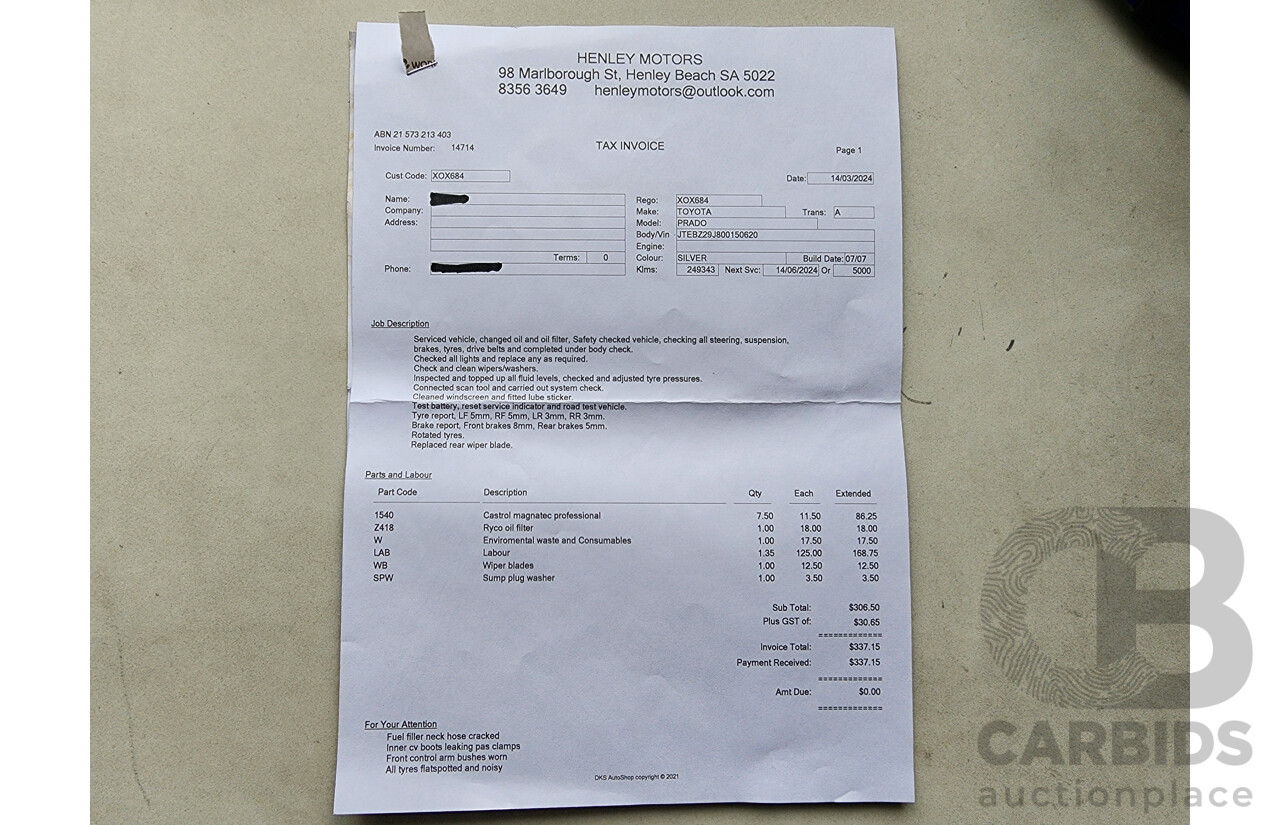 WORK
HENLEY MOTORS
98 Marlborough St, Henley Beach SA 5022
8356 3649 henleymotors@outlook.com
ABN 21 573 213 403
Invoice Number: 14714
TAX INVOICE
Page 1
Cust Code: XOX684
Date: 14/03/2024
Name:
Company:
Address:
Terms: 0
Phone:
Rego: XOX684
Make: TOYOTA Trans: A
Model: PRADO
Body/Vin JTEBZ29J800150620
Engine:
Colour: SILVER Build Date: 07/07
Klms: 249343 Next Svc: 14/06/2024 Or 5000
Job Description
Serviced vehicle, changed oil and oil filter, Safety checked vehicle, checking all steering, suspension,
brakes, tyres, drive belts and completed under body check.
Checked all lights and replace any as required.
Check and clean wipers/washers.
Inspected and topped up all fluid levels, checked and adjusted tyre pressures.
Connected scan tool and carried out system check.
Cleaned windscreen and fitted lube sticker.
Test battery, reset service indicator and road test vehicle.
Tyre report, LF 5mm, RF 5mm, LR 3mm, RR 3mm.
Brake report, Front brakes 8mm, Rear brakes 5mm.
Rotated tyres.
Replaced rear wiper blade.
Parts and Labour
Part Code Description Qty Each Extended
1540 Castrol magnatec professional 7.50 11.50 86.25
Z418 Ryco oil filter 1.00 18.00 18.00
W Enviromental waste and Consumables 1.00 17.50 17.50
LAB Labour 1.35 125.00 168.75
WB Wiper blades 1.00 12.50 12.50
SPW Sump plug washer 1.00 3.50 3.50
Sub Total: $306.50
Plus GST of: $30.65
=============
Invoice Total: $337.15
Payment Received: $337.15
=============
Amt Due: $0.00
=============
For Your Attention
Fuel filler neck hose cracked
Inner cv boots leaking pas clamps
Front control arm bushes worn
All tyres flatspotted and noisy
DKS AutoShop copyright © 2021
CB
CARBIDS
auctionplace